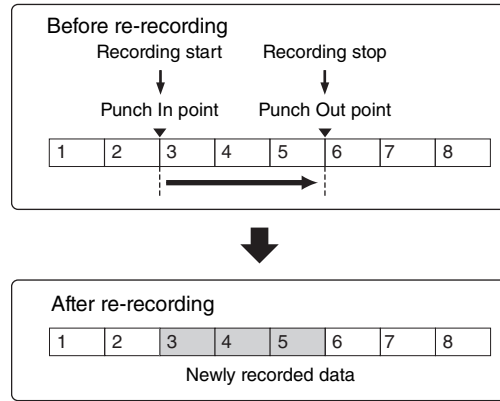 Before re-recording
Recording start Recording stop
Punch In point Punch Out point
1 2 3 4 5 6 7 8
After re-recording
1 2 3 4 5 6 7 8
Newly recorded data